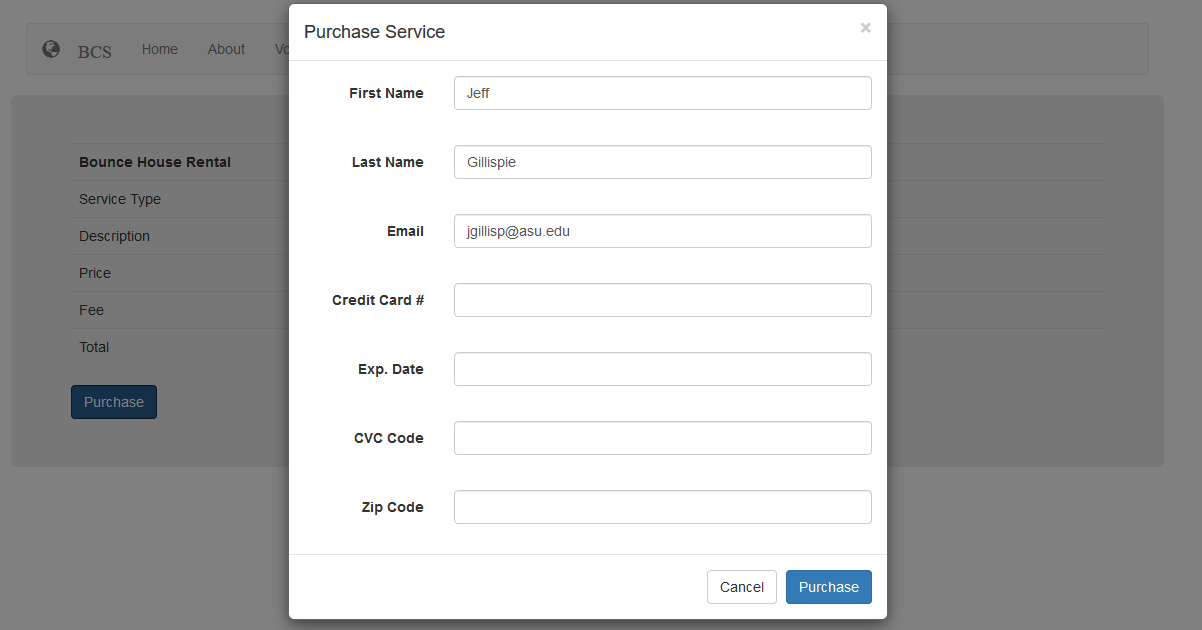 Purchase Service ×
BCS Home About Vo
First Name Jeff
Last Name Gillispie
Email jgillisp@asu.edu
Credit Card #
Exp. Date
CVC Code
Zip Code
Cancel Purchase
Bounce House Rental
Service Type
Description
Price
Fee
Total
Purchase